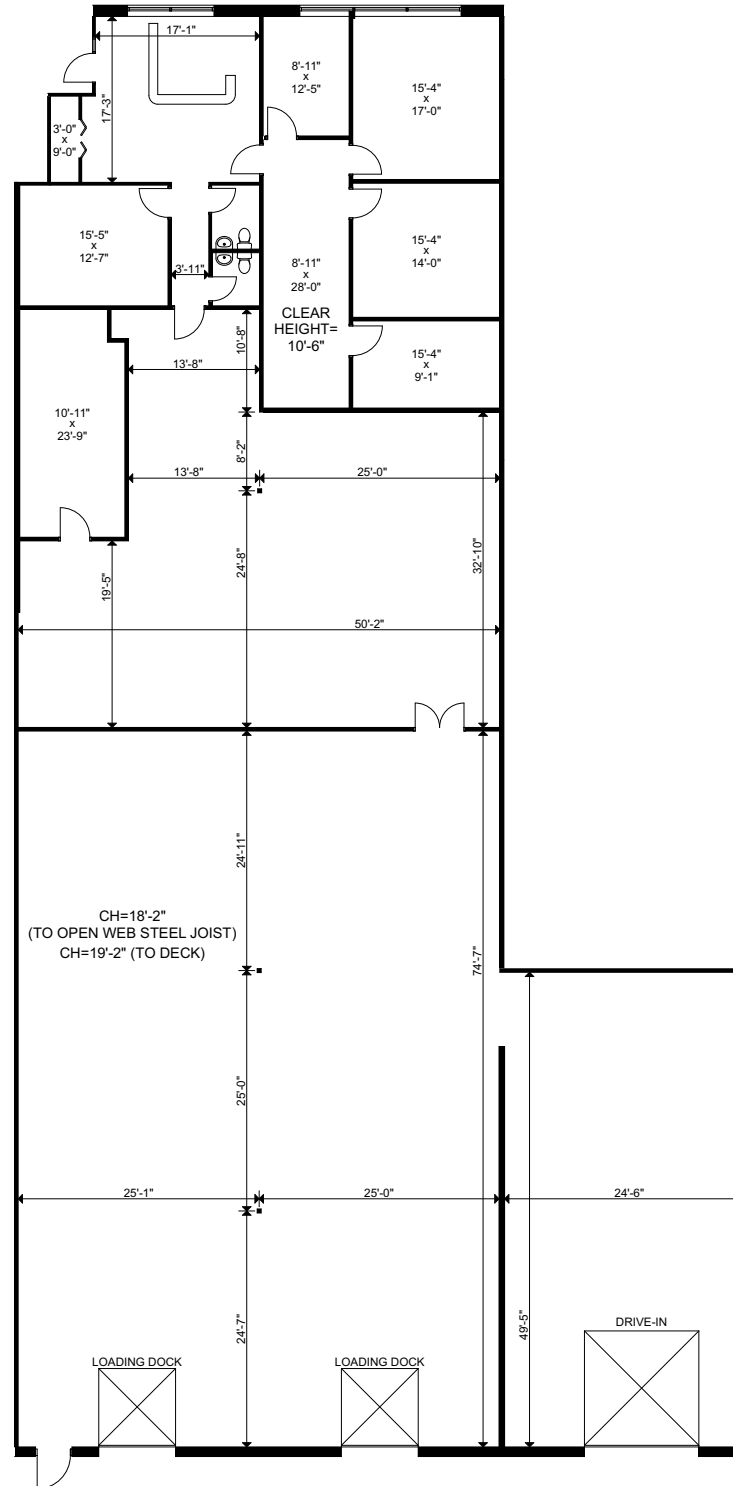 17'-1"
17'-3"
3'-0"
x
9'-0"
8'-11"
x
12'-5"
15'-4"
x
17'-0"
15'-5"
x
12'-7"
3'-11"
8'-11"
x
28'-0"
CLEAR
HEIGHT=
10'-6"
15'-4"
x
14'-0"
15'-4"
x
9'-1"
10'-8"
13'-8"
10'-11"
x
23'-9"
8'-2"
13'-8"
25'-0"
24'-8"
32'-10"
19'-5"
50'-2"
24'-11"
CH=18'-2"
(TO OPEN WEB STEEL JOIST)
CH=19'-2" (TO DECK)
74'-7"
25'-0"
25'-1"
25'-0"
24'-6"
24'-7"
49'-5"
LOADING DOCK
LOADING DOCK
DRIVE-IN